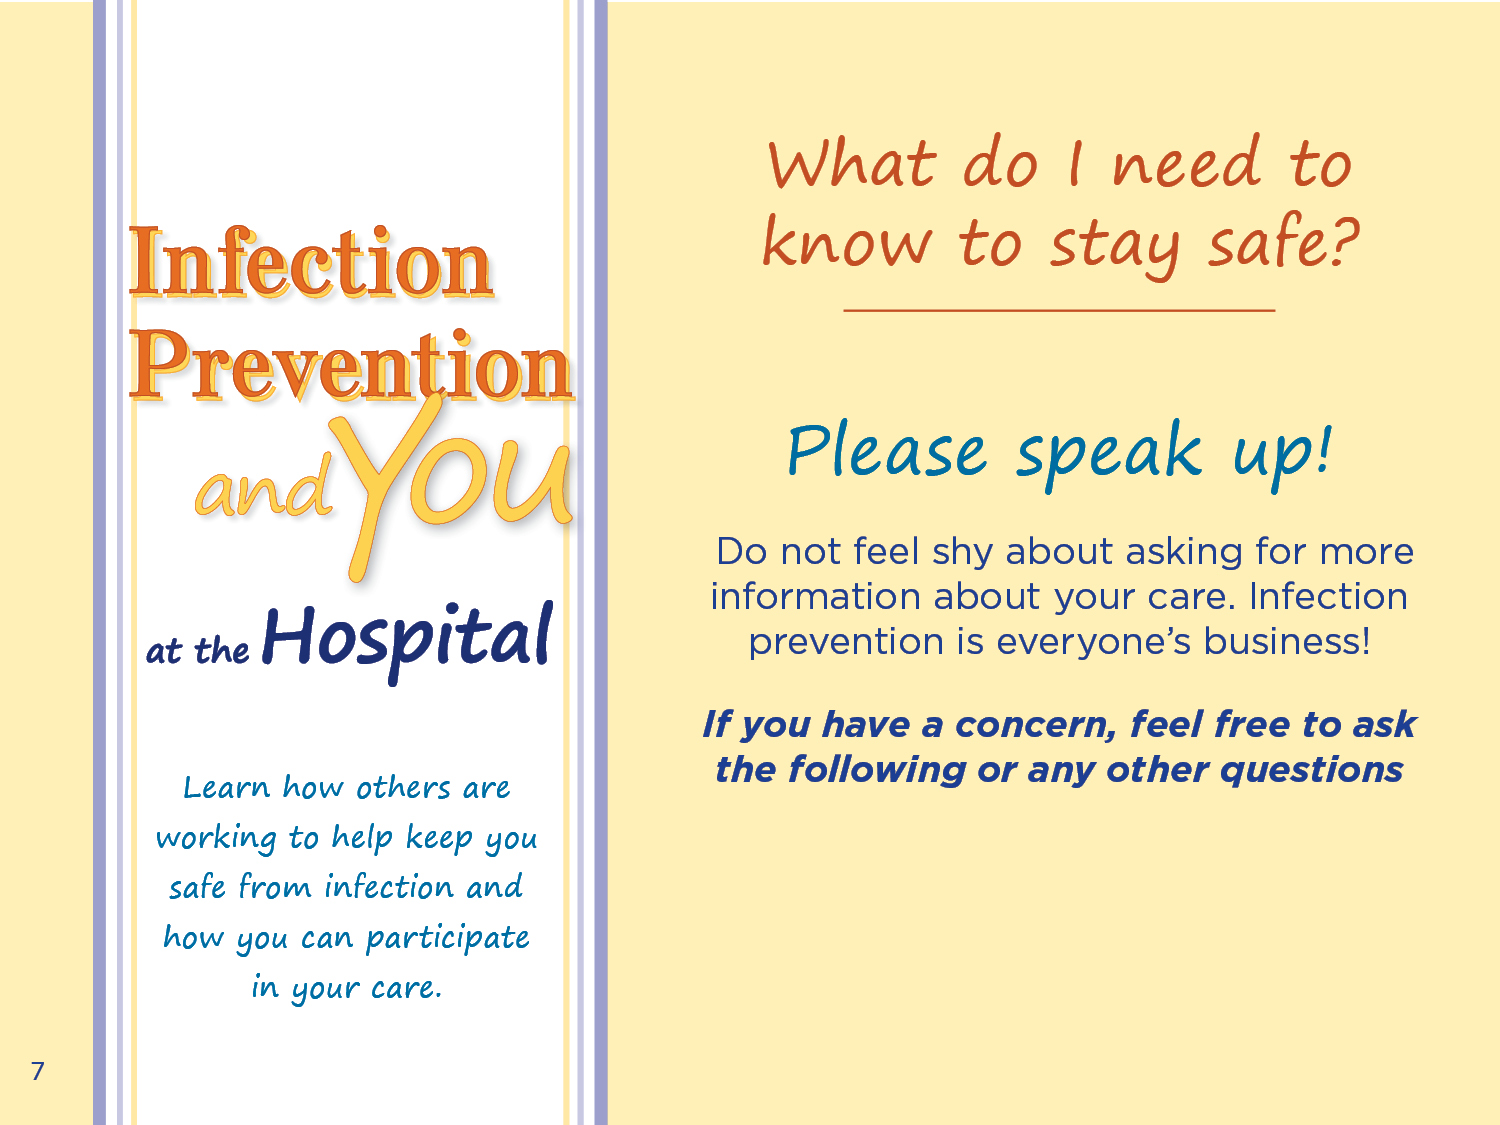 Infection
Prevention
and You
at the Hospital
Learn how others are
working to help keep you
safe from infection and
how you can participate
in your care.
7
What do I need to
know to stay safe?
Please speak up!
Do not feel shy about asking for more
information about your care. Infection
prevention is everyone’s business!
If you have a concern, feel free to ask
the following or any other questions